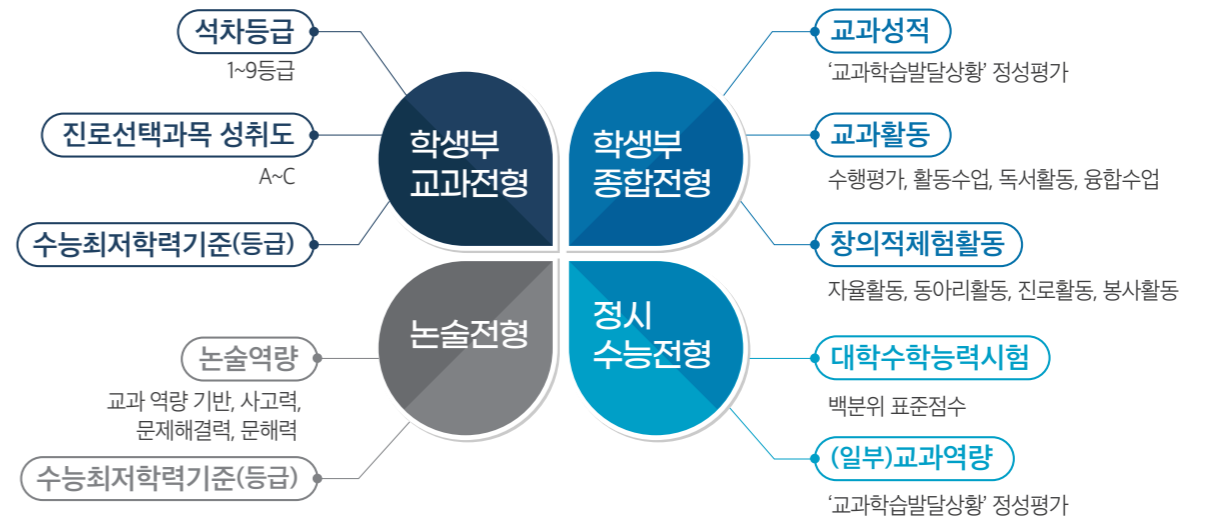 석차등급
1~9등급
진로선택과목 성취도
A~C
수능최저학력기준(등급)
학생부
교과전형
학생부
종합전형
교과성적
‘교과학습발달상황’ 정성평가
교과활동
수행평가, 활동수업, 독서활동, 융합수업
창의적체험활동
자율활동, 동아리활동, 진로활동, 봉사활동
논술역량
교과 역량 기반, 사고력,
문제해결력, 문해력
수능최저학력기준(등급)
논술전형
정시
수능전형
대학수학능력시험
백분위 표준점수
(일부)교과역량
‘교과학습발달상황’ 정성평가